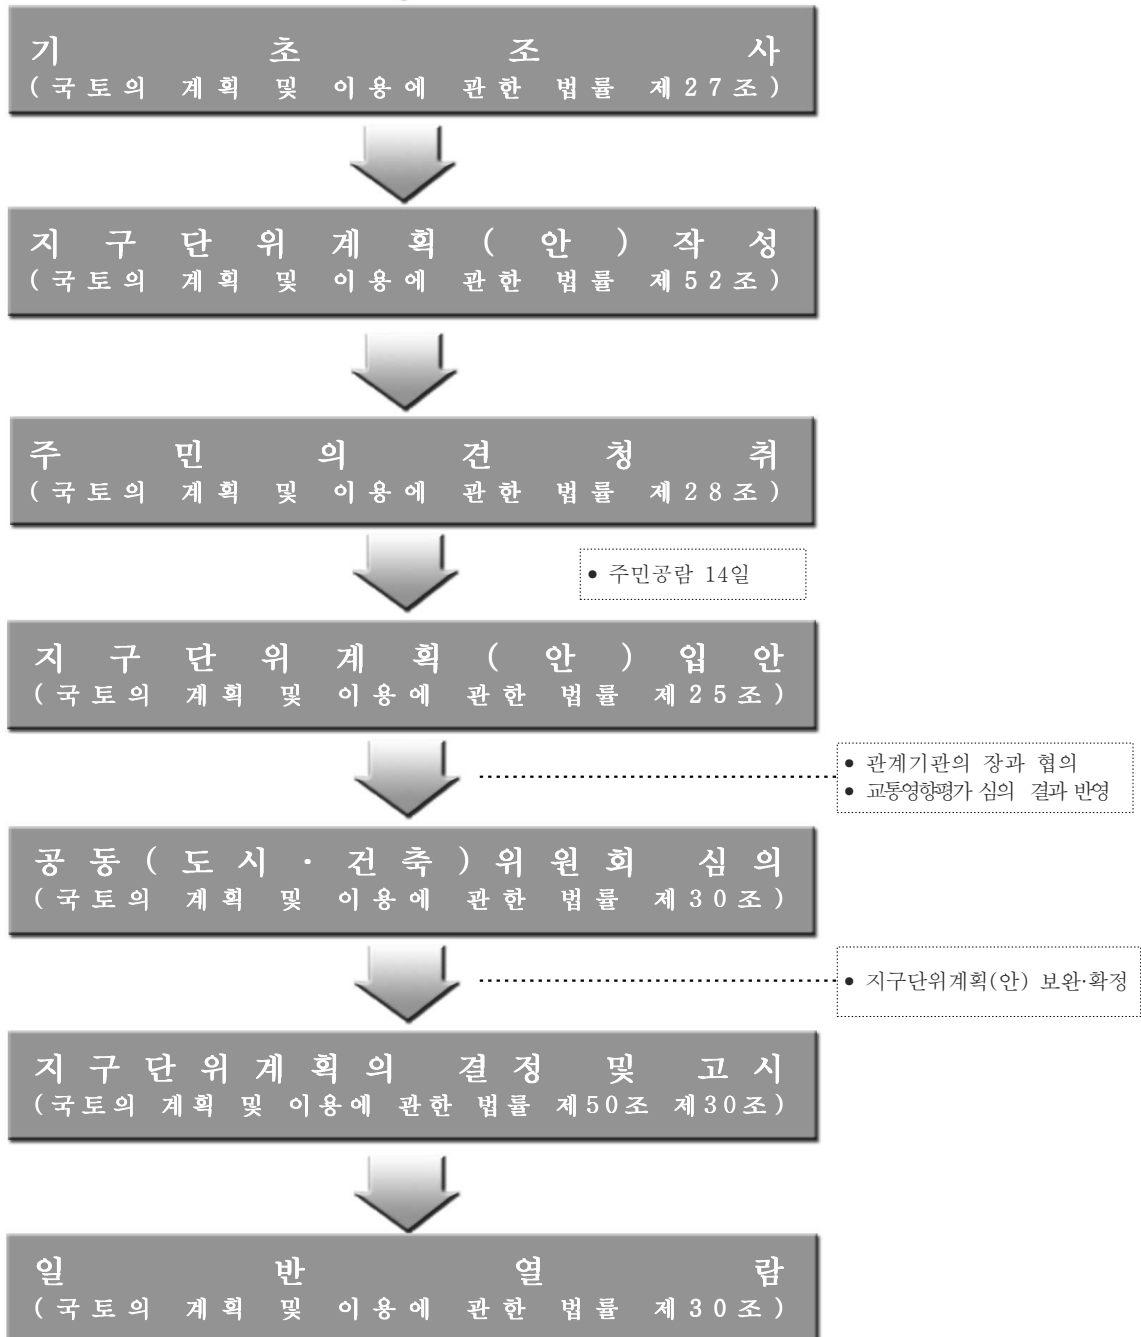 기초조사
(국토의 계획 및 이용에 관한 법률 제27조)
지구단위계획(안)작성
(국토의 계획 및 이용에 관한 법률 제52조)
주민의견청취
(국토의 계획 및 이용에 관한 법률 제28조)
• 주민공람 14일
지구단위계획(안)입안
(국토의 계획 및 이용에 관한 법률 제25조)
• 관계기관의 장과 협의
• 교통영향평가 심의 결과 반영
공동(도시·건축)위원회 심의
(국토의 계획 및 이용에 관한 법률 제30조)
• 지구단위계획(안) 보완·확정
지구단위계획의 결정 및 고시
(국토의 계획 및 이용에 관한 법률 제50조 제30조)
일반열람
(국토의 계획 및 이용에 관한 법률 제30조)